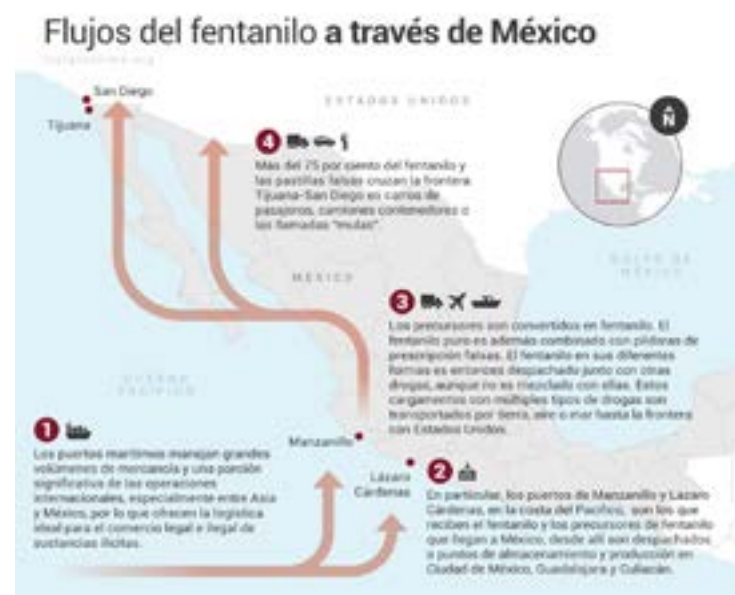 Flujos del fentanilo a través de México
San Diego
Tijuana
ESTADOS UNIDOS
N
4
Más del 75 por ciento del fentanilo y
las pastillas falsas cruzan la frontera
Tijuana-San Diego en carros de
pasajeros, camiones contenedores o
las llamadas "mulas"
GOLFO DE
MÉXICO
MÉXICO
3
Los precursores son convertidos en fentanilo. El
fentanilo puro es además combinado con píldoras de
prescripción falsas. El fentanilo en sus diferentes
formas es entonces despachado junto con otras
drogas, aunque no es mezclado con ellas. Estos
cargamentos con múltiples tipos de drogas son
transportados por tierra, aire o mar hasta la frontera
con Estados Unidos.
OCÉANO
PACÍFICO
1
Los puertos marítimos manejan grandes
volúmenes de mercancía y una porción
significativa de las operaciones
internacionales, especialmente entre Asia
y México, por lo que ofrecen la logística
ideal para el comercio legal e ilegal de
sustancias ilícitas.
Manzanillo
Lázaro
Cárdenas
2
En particular, los puertos de Manzanillo y Lázaro
Cárdenas, en la costa del Pacífico, son los que
reciben el fentanilo y los precursores de fentanilo
que llegan a México, desde allí son despachados
a puntos de almacenamiento y producción en
Ciudad de México, Guadalajara y Culiacán.